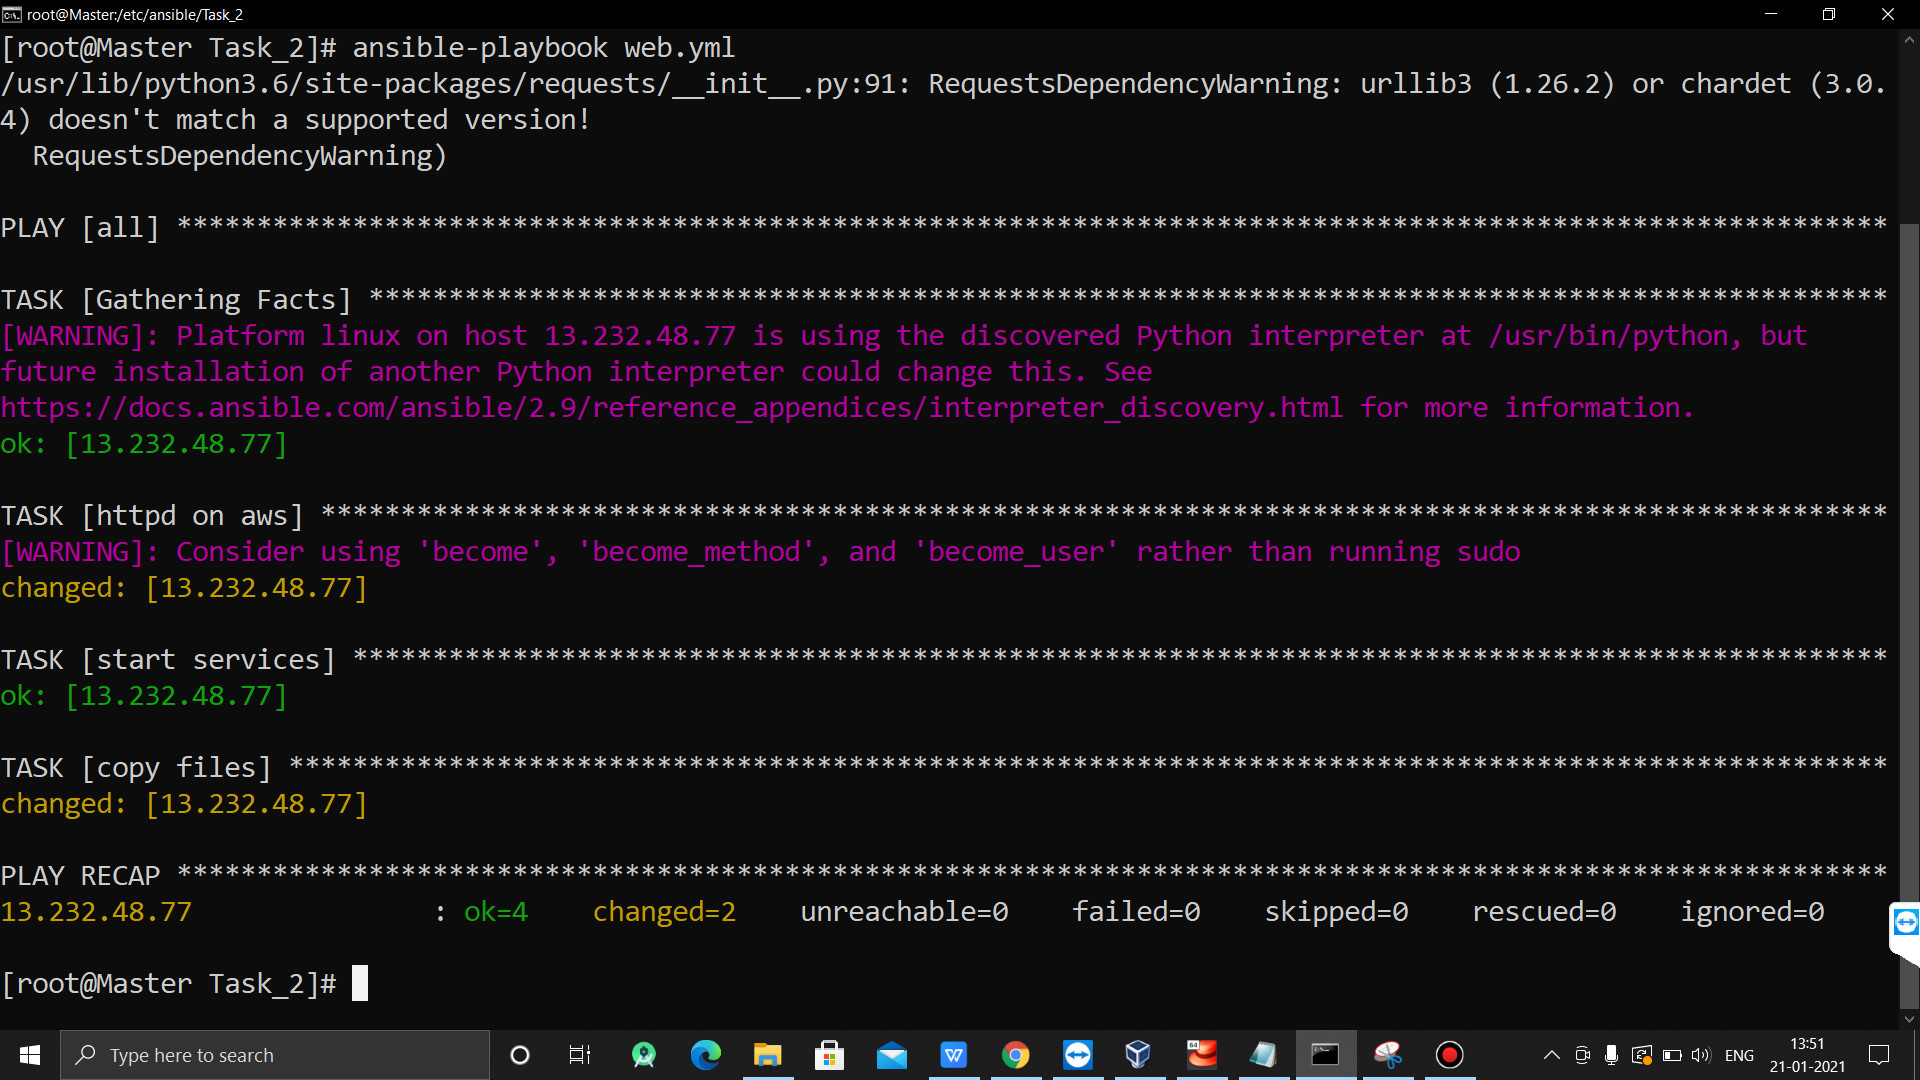 root@Master:/etc/ansible/Task_2
[root@Master Task_2]# ansible-playbook web.yml
/usr/lib/python3.6/site-packages/requests/__init__.py:91: RequestsDependencyWarning: urllib3 (1.26.2) or chardet (3.0.
4) doesn't match a supported version!
  RequestsDependencyWarning)
PLAY [all] ***********************************************************************************************************
TASK [Gathering Facts] ***********************************************************************************************
[WARNING]: Platform linux on host 13.232.48.77 is using the discovered Python interpreter at /usr/bin/python, but
future installation of another Python interpreter could change this. See
https://docs.ansible.com/ansible/2.9/reference_appendices/interpreter_discovery.html for more information.
ok: [13.232.48.77]
TASK [httpd on aws] **************************************************************************************************
[WARNING]: Consider using 'become', 'become_method', and 'become_user' rather than running sudo
changed: [13.232.48.77]
TASK [start services] ************************************************************************************************
ok: [13.232.48.77]
TASK [copy files] ****************************************************************************************************
changed: [13.232.48.77]
PLAY RECAP ***********************************************************************************************************
13.232.48.77               : ok=4    changed=2    unreachable=0    failed=0    skipped=0    rescued=0    ignored=0
[root@Master Task_2]#
Type here to search
W
64
ENG
13:51
21-01-2021